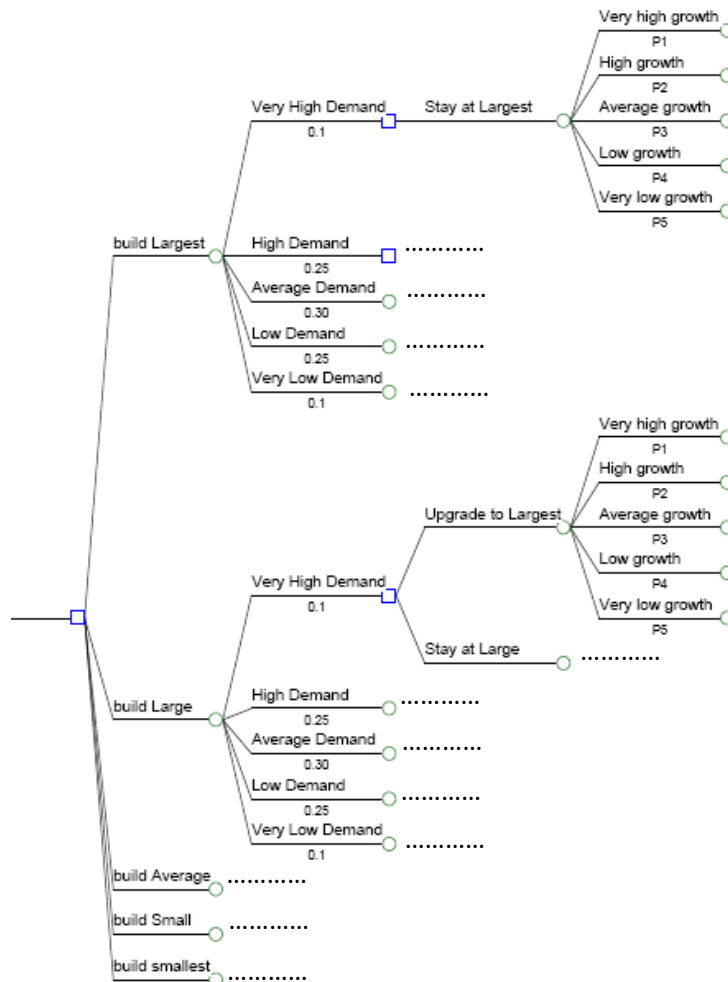 Very high growth
P1
High growth
P2
Average growth
P3
Low growth
P4
Very low growth
P5
Very High Demand
0.1
Stay at Largest
build Largest
High Demand
0.25
............
Average Demand
0.30
............
Low Demand
0.25
............
Very Low Demand
0.1
............
Very high growth
P1
High growth
P2
Average growth
P3
Low growth
P4
Very low growth
P5
Upgrade to Largest
Very High Demand
0.1
Stay at Large
............
build Large
High Demand
0.25
............
Average Demand
0.30
............
Low Demand
0.25
............
Very Low Demand
0.1
............
build Average
............
build Small
............
build smallest
............